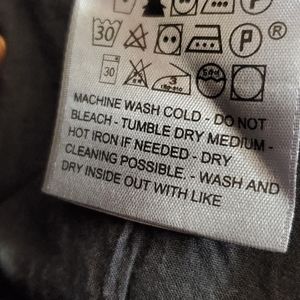 30 P ®
30 3
MACHINE WASH COLD - DO NOT
BLEACH - TUMBLE DRY MEDIUM -
HOT IRON IF NEEDED - DRY
CLEANING POSSIBLE. - WASH AND
DRY INSIDE OUT WITH LIKE